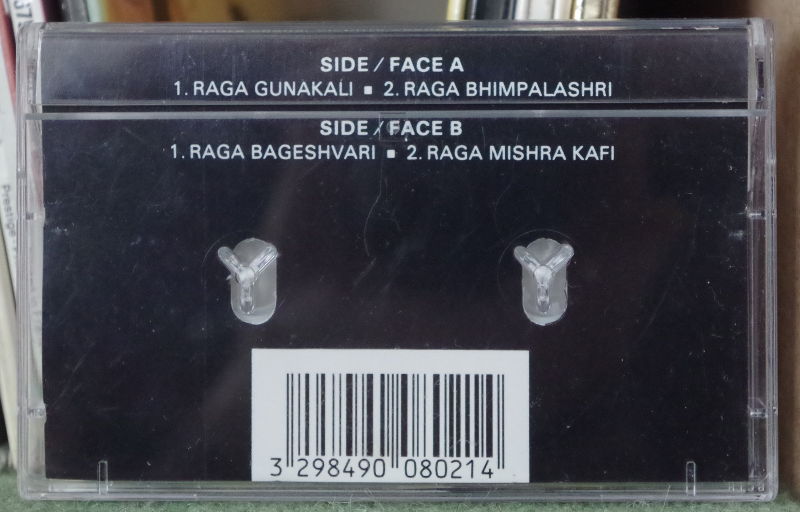 SIDE / FACE A
1. RAGA GUNAKALI ▪ 2. RAGA BHIMPALASHRI
SIDE / FACE B
1. RAGA BAGESHVARI ▪ 2. RAGA MISHRA KAFI
3 298490 080214
Prestige